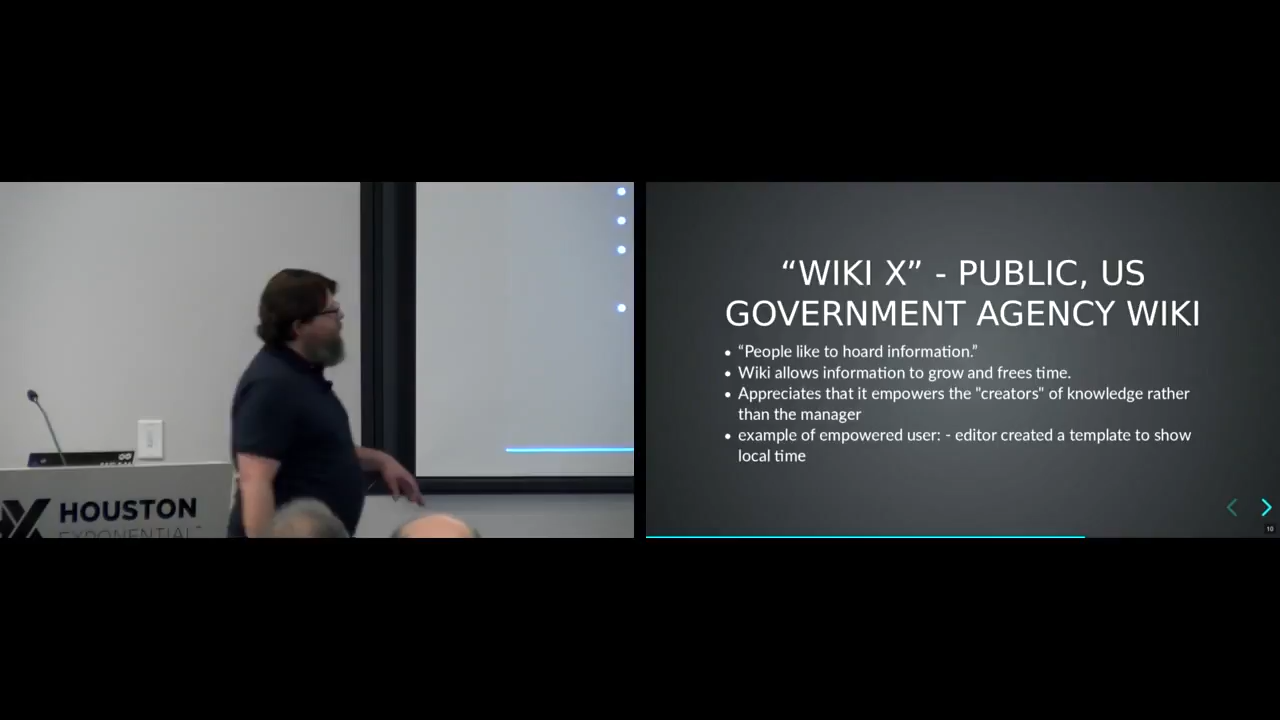 HOUSTON
EXPONENTIAL
“WIKI X” - PUBLIC, US
GOVERNMENT AGENCY WIKI
“People like to hoard information.”
Wiki allows information to grow and frees time.
Appreciates that it empowers the "creators" of knowledge rather
than the manager
example of empowered user: - editor created a template to show
local time
10